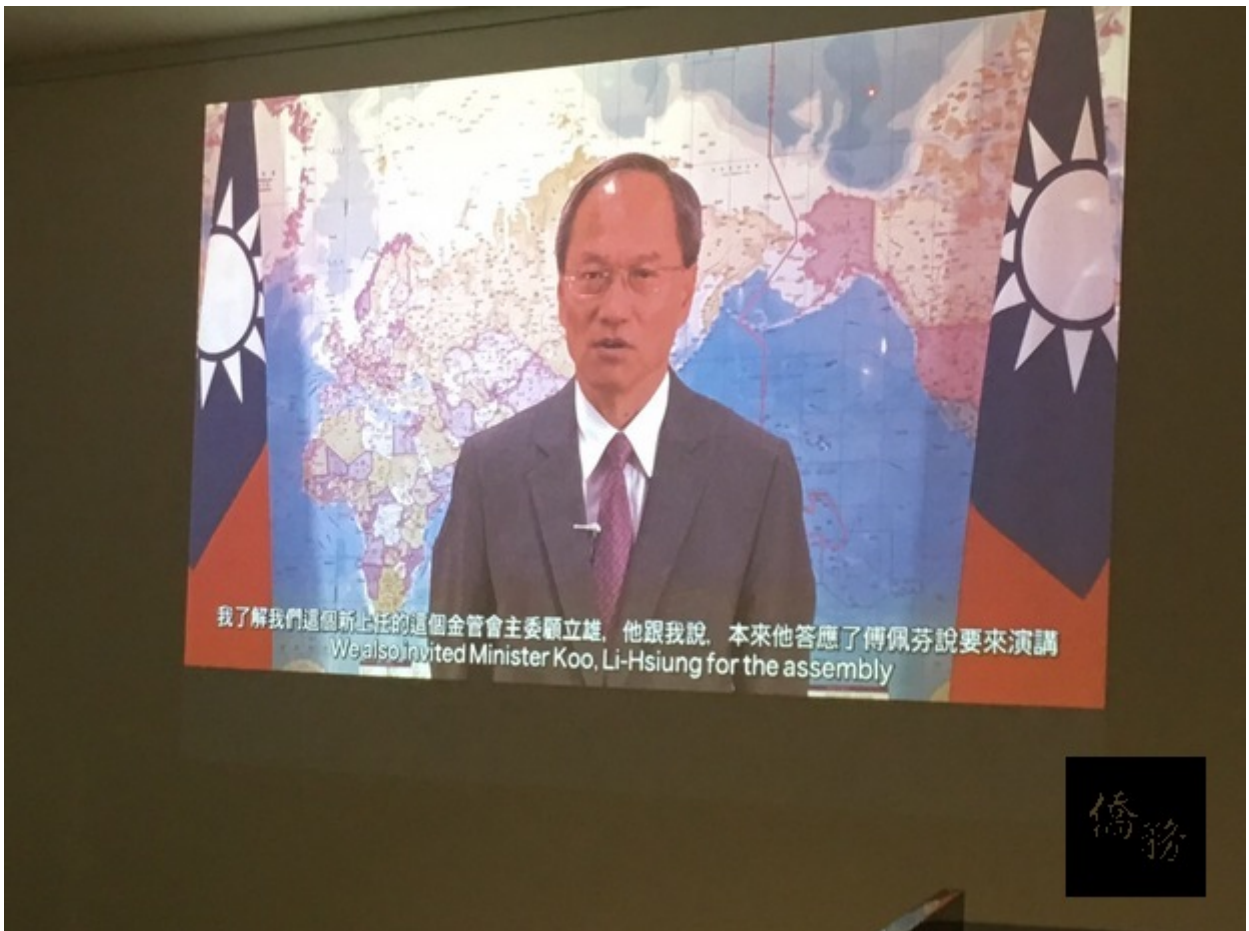 我了解我們這個新上任的這個金管會主委顧立雄，他跟我說，本來他答應了傅佩芬說要來演講
We also invited Minister Koo, Li-Hsiung for the assembly
僑務